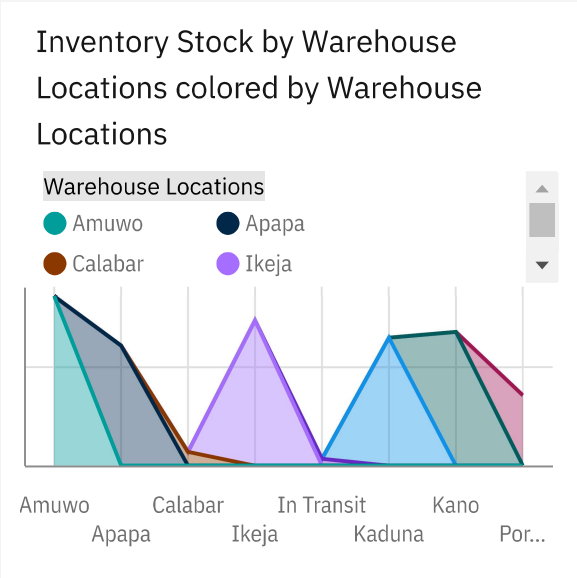 Inventory Stock by Warehouse
Locations colored by Warehouse
Locations
Warehouse Locations
Amuwo Apapa
Calabar Ikeja
Amuwo Calabar In Transit Kano
Apapa Ikeja Kaduna Por...